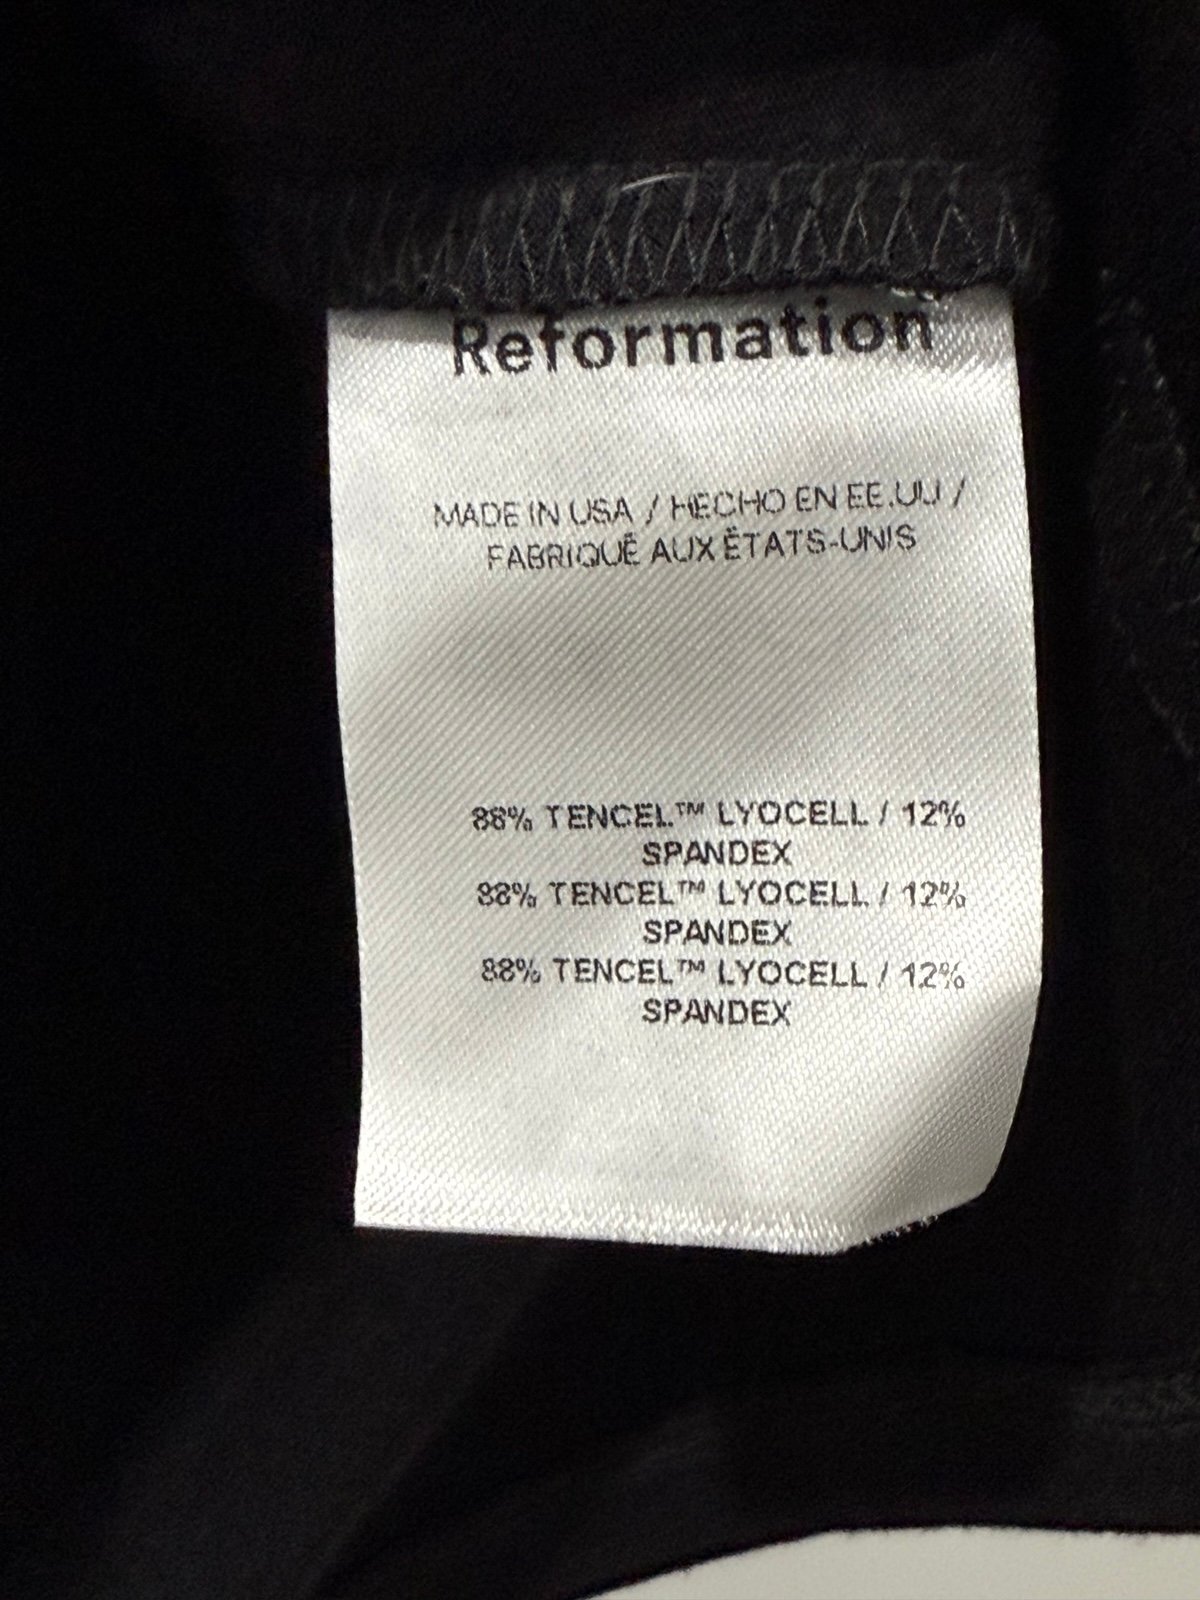 Reformation
MADE IN USA / HECHO EN EE.UU /
FABRIQUÉ AUX ÉTATS-UNIS
88% TENCEL™ LYOCELL / 12%
SPANDEX
88% TENCEL™ LYOCELL / 12%
SPANDEX
88% TENCEL™ LYOCELL / 12%
SPANDEX